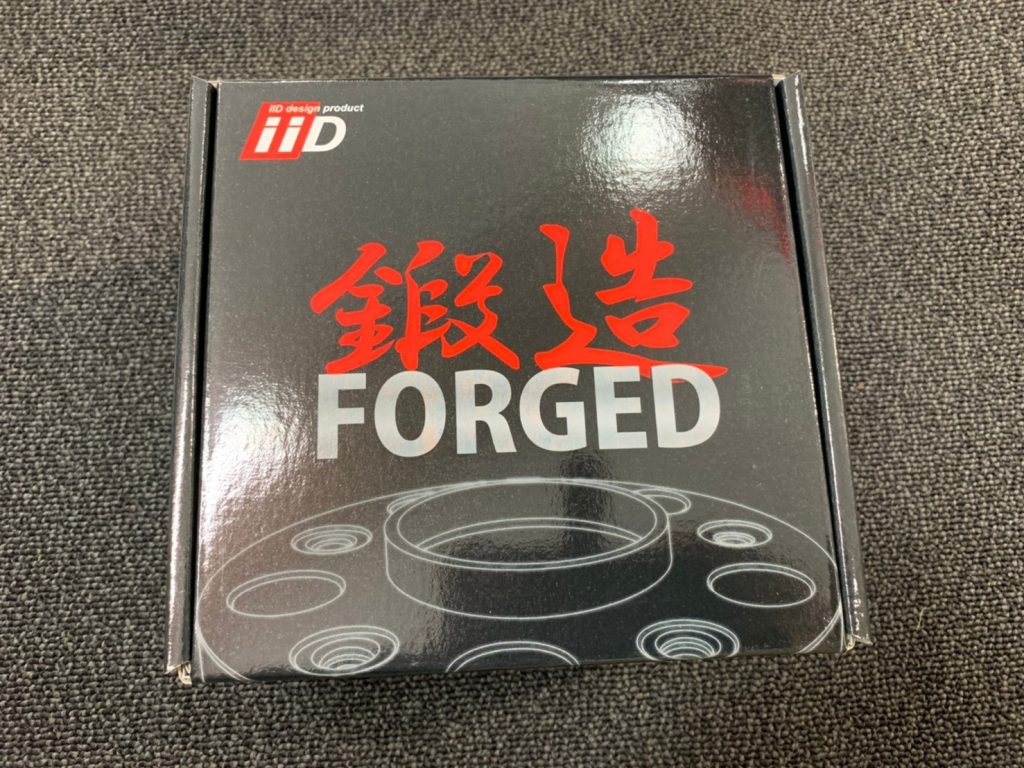 iiD design product
iiD
鍛造
FORGED